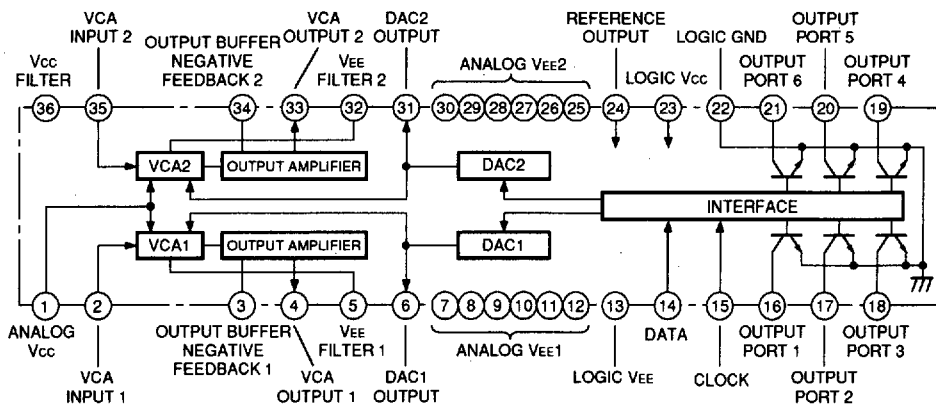 VCA
INPUT 2
OUTPUT BUFFER
NEGATIVE
FEEDBACK 2
VCA
OUTPUT 2
DAC2
OUTPUT
REFERENCE
OUTPUT
OUTPUT
PORT 5
VCC
FILTER
VEE
FILTER 2
ANALOG VEE2
LOGIC VCC
LOGIC GND
OUTPUT
PORT 6
OUTPUT
PORT 4
36 35 34 33 32 31 30 29 28 27 26 25 24 23 22 21 20 19
VCA2
OUTPUT AMPLIFIER
DAC2
INTERFACE
VCA1
OUTPUT AMPLIFIER
DAC1
1 2 3 4 5 6 7 8 9 10 11 12 13 14 15 16 17 18
ANALOG
VCC
VCA
INPUT 1
OUTPUT BUFFER
NEGATIVE
FEEDBACK 1
VCA
OUTPUT 1
VEE
FILTER 1
DAC1
OUTPUT
ANALOG VEE1
LOGIC VEE
DATA
CLOCK
OUTPUT
PORT 1
OUTPUT
PORT 2
OUTPUT
PORT 3